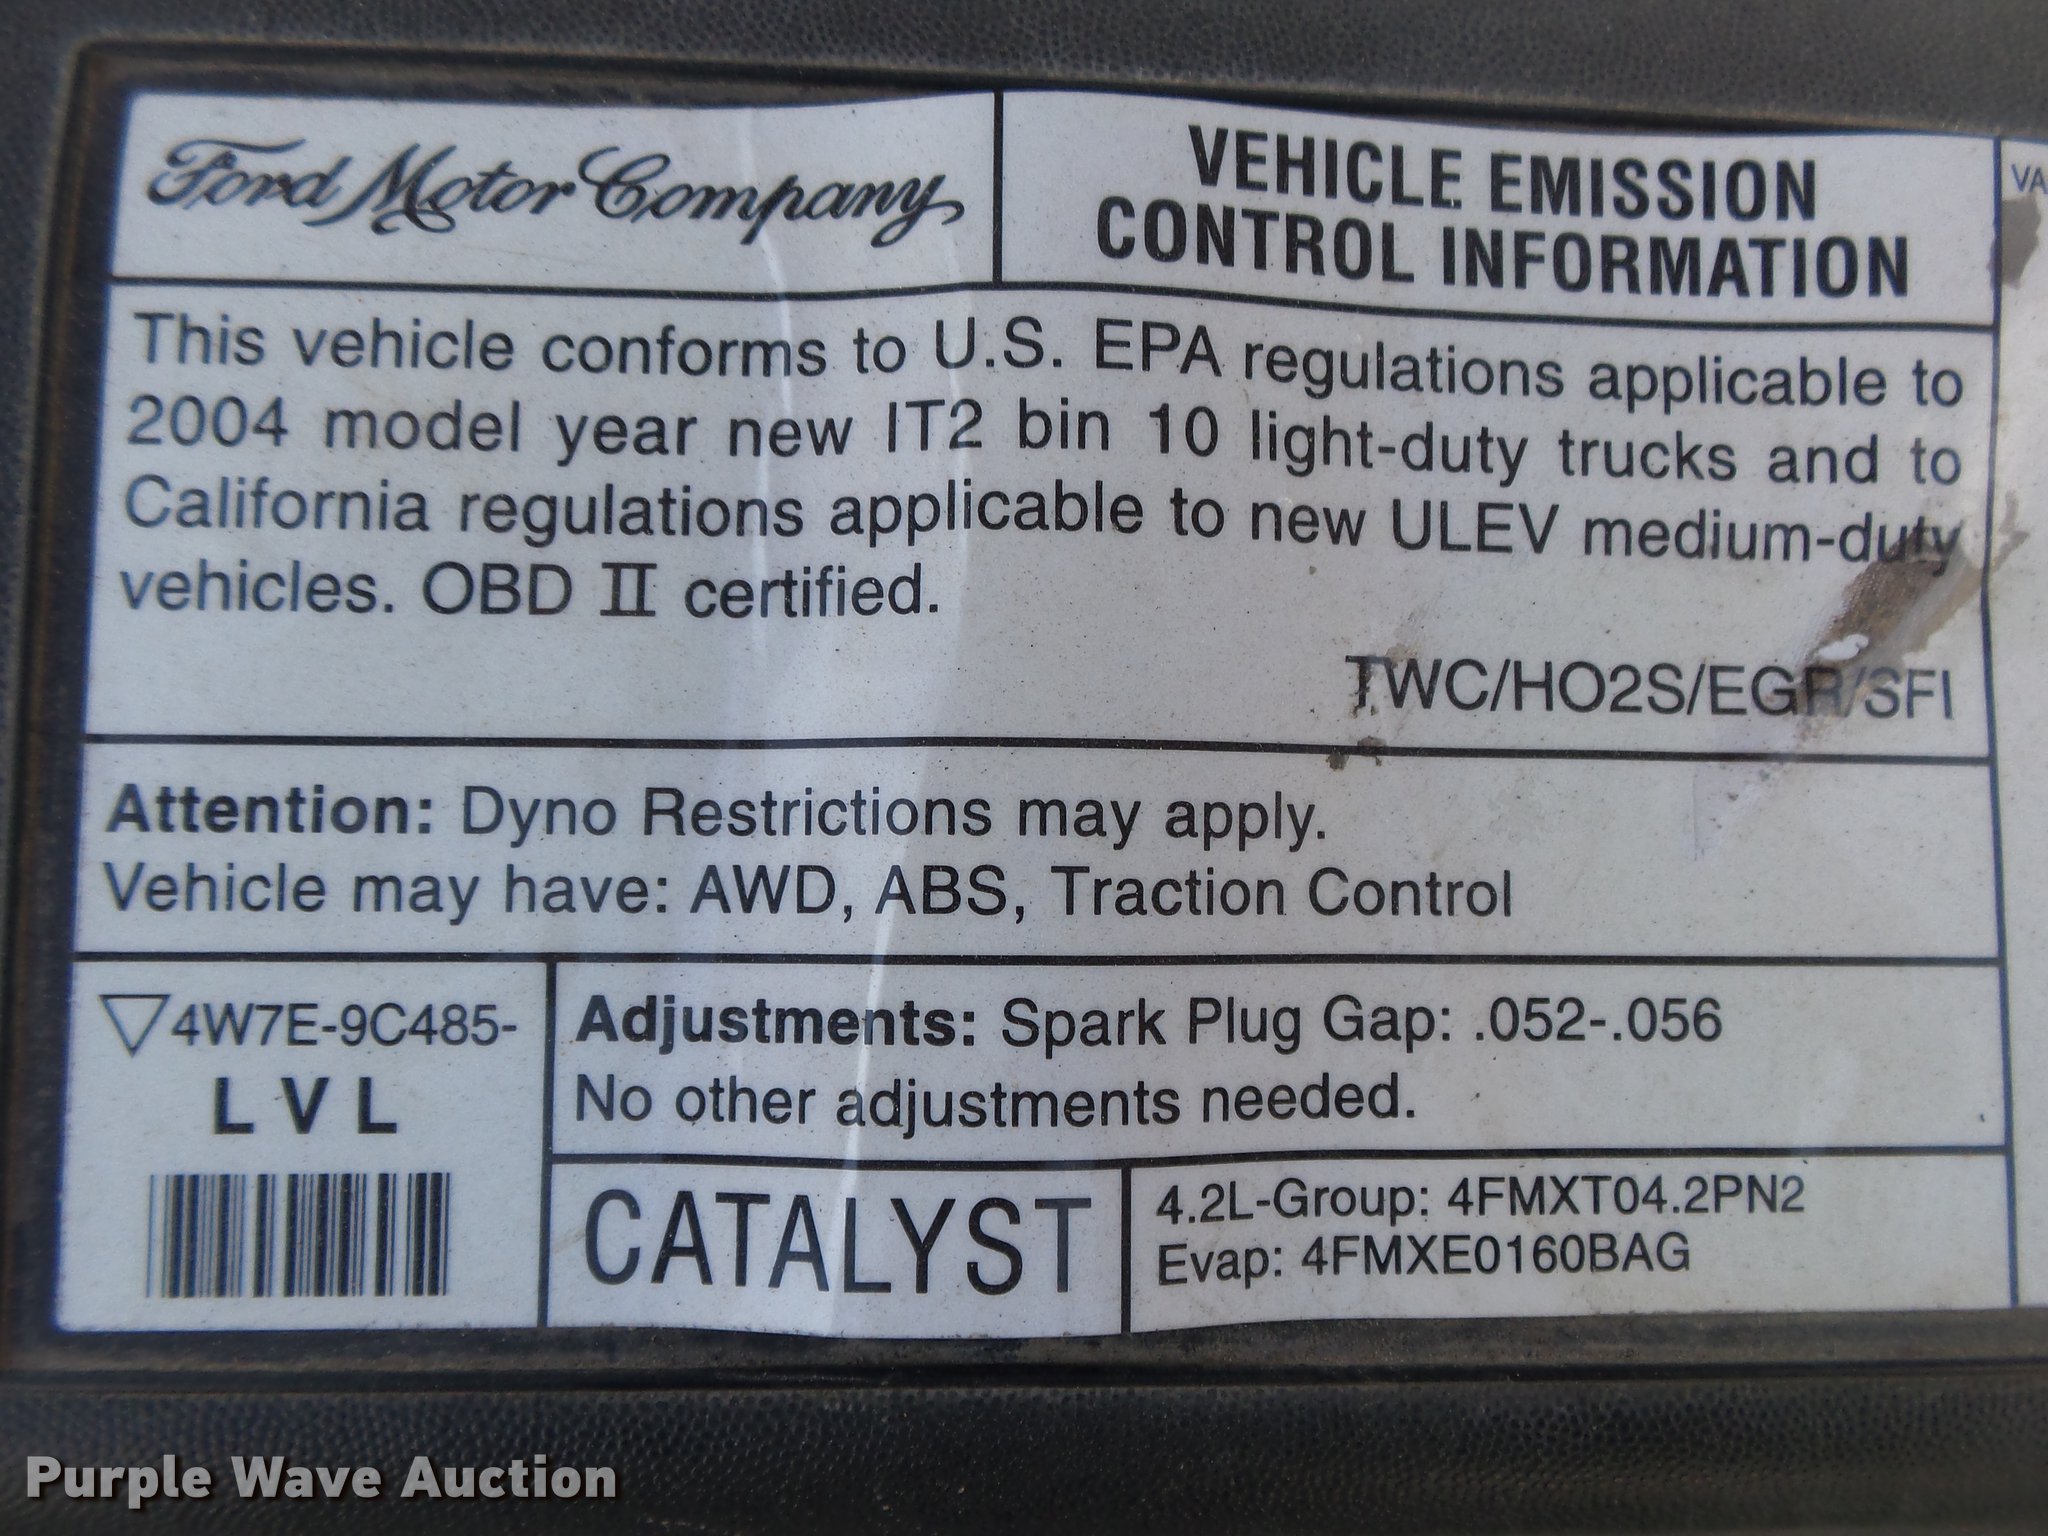 Ford Motor Company
VEHICLE EMISSION
CONTROL INFORMATION
VA
This vehicle conforms to U.S. EPA regulations applicable to
2004 model year new IT2 bin 10 light-duty trucks and to
California regulations applicable to new ULEV medium-duty
vehicles. OBD II certified.
TWC/HO2S/EGR/SFI
Attention: Dyno Restrictions may apply.
Vehicle may have: AWD, ABS, Traction Control
▽4W7E-9C485-
L V L
Adjustments: Spark Plug Gap: .052-.056
No other adjustments needed.
CATALYST
4.2L-Group: 4FMXT04.2PN2
Evap: 4FMXE0160BAG
Purple Wave Auction